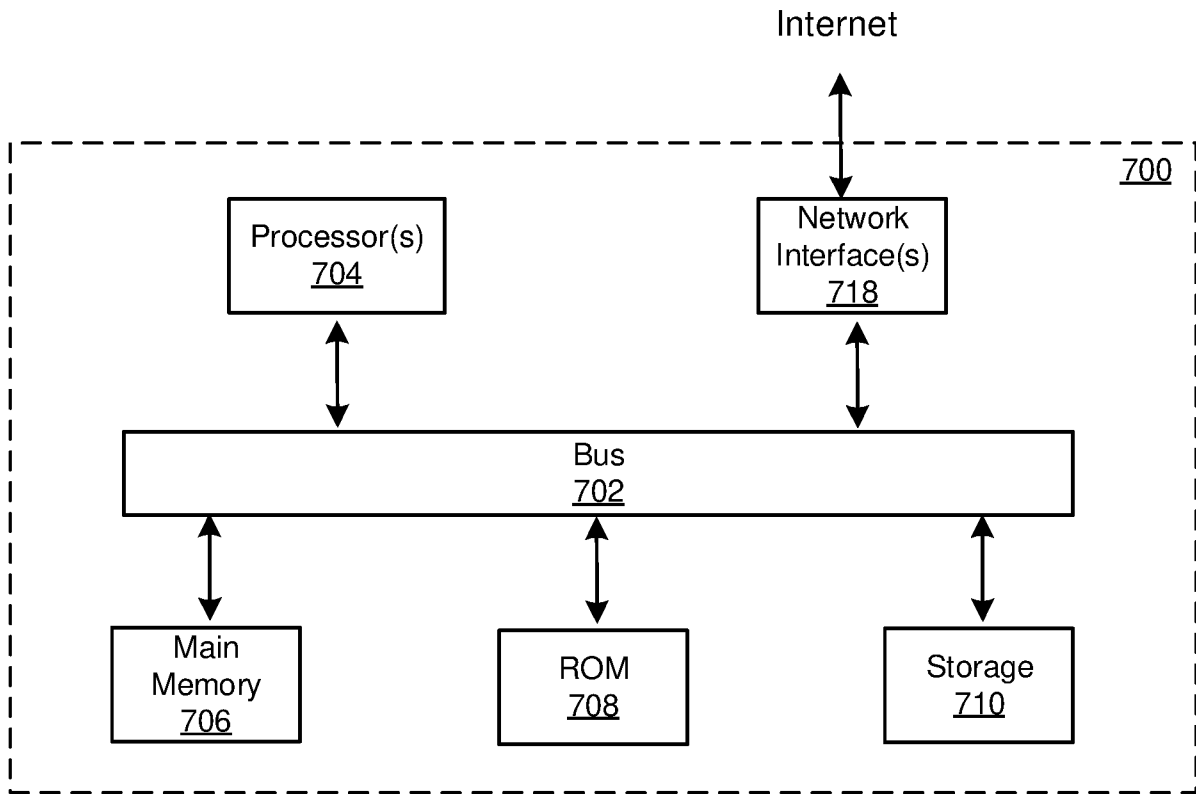 Internet
700
Processor(s)
704
Network
Interface(s)
718
Bus
702
Main
Memory
706
ROM
708
Storage
710